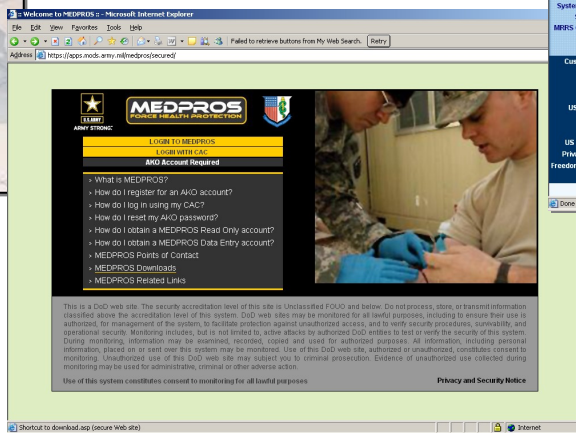 :: Welcome to MEDPROS :: - Microsoft Internet Explorer
File Edit View Favorites Tools Help
Failed to retrieve buttons from My Web Search. Retry
Address https://apps.mods.army.mil/medpros/secured/
U.S.ARMY
ARMY STRONG.
MEDPROS
FORCE HEALTH PROTECTION
LOGIN TO MEDPROS
LOGIN WITH CAC
AKO Account Required
» What is MEDPROS?
» How do I register for an AKO account?
» How do I log in using my CAC?
» How do I reset my AKO password?
» How do I obtain a MEDPROS Read Only account?
» How do I obtain a MEDPROS Data Entry account?
» MEDPROS Points of Contact
» MEDPROS Downloads
» MEDPROS Related Links
This is a DoD web site. The security accreditation level of this site is Unclassified FOUO and below. Do not process, store, or transmit information
classified above the accreditation level of this system. DoD web sites may be monitored for all lawful purposes, including to ensure their use is
authorized, for management of the system, to facilitate protection against unauthorized access, and to verify security procedures, survivability, and
operational security. Monitoring includes, but is not limited to, active attacks by authorized DoD entities to test or verify the security of this system.
During monitoring, information may be examined, recorded, copied and used for authorized purposes. All information, including personal
information, placed on or sent over this system may be monitored. Use of this DoD web site, authorized or unauthorized, constitutes consent to
monitoring. Unauthorized use of this DoD web site may subject you to criminal prosecution. Evidence of unauthorized use collected during
monitoring may be used for administrative, criminal or other adverse action.
Use of this system constitutes consent to monitoring for all lawful purposes
Privacy and Security Notice
Shortcut to download.asp (secure Web site)
Internet
System
MRRS
Cus
US
US
Priva
Freedom
Done